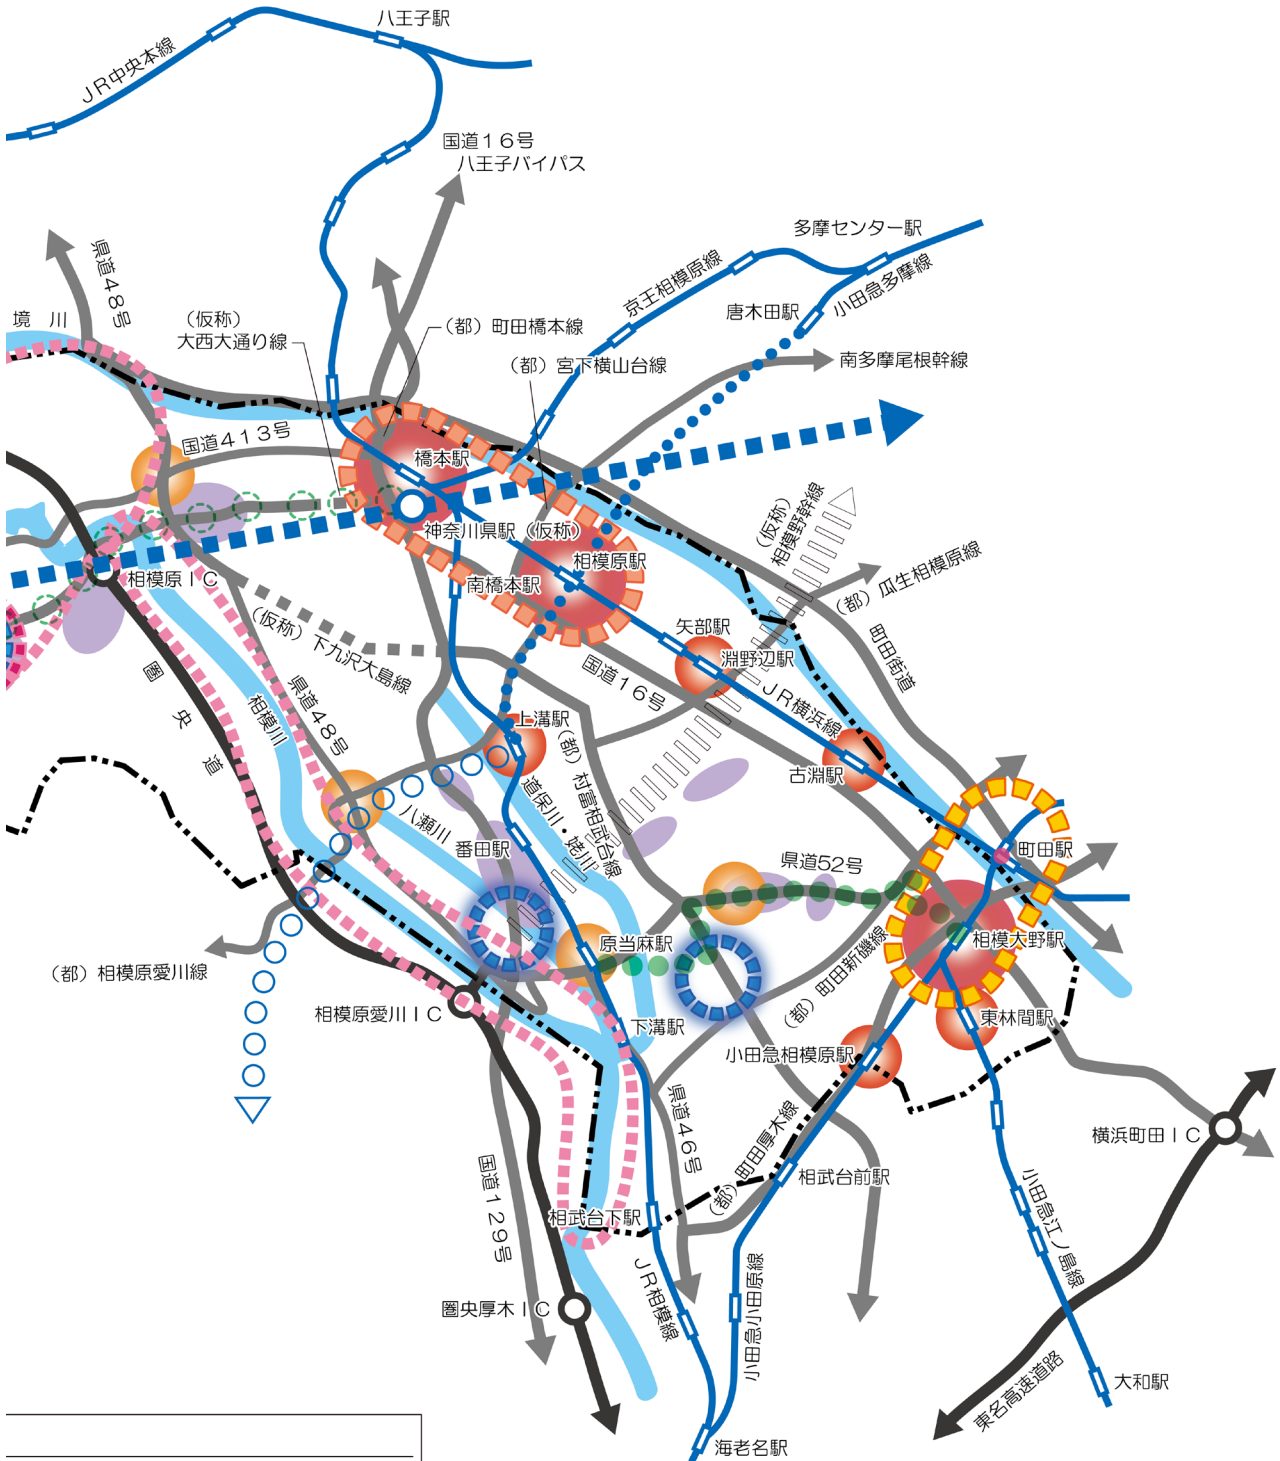 八王子駅
ＪＲ中央本線
国道１６号
八王子バイパス
多摩センター駅
県道４８号
京王相模原線
小田急多摩線
唐木田駅
境川
（仮称）
大西大通り線
（都）町田橋本線
（都）宮下横山台線
南多摩尾根幹線
国道４１３号
橋本駅
神奈川県駅（仮称）
相模原駅
（仮称）
相模野幹線
相模原ＩＣ
南橋本駅
（都）瓜生相模原線
（仮称）下九沢大島線
矢部駅
淵野辺駅
町田街道
国道１６号
圏央道
相模川
県道４８号
ＪＲ横浜線
上溝駅
（都）村富相武台線
古淵駅
道保川・姥川
八瀬川
番田駅
県道５２号
町田駅
原当麻駅
相模大野駅
（都）町田新磯線
（都）相模原愛川線
相模原愛川ＩＣ
下溝駅
東林間駅
小田急相模原駅
県道４６号
（都）町田厚木線
横浜町田ＩＣ
国道１２９号
相武台前駅
相武台下駅
小田急江ノ島線
ＪＲ相模線
小田急小田原線
圏央厚木ＩＣ
東名高速道路
大和駅
海老名駅